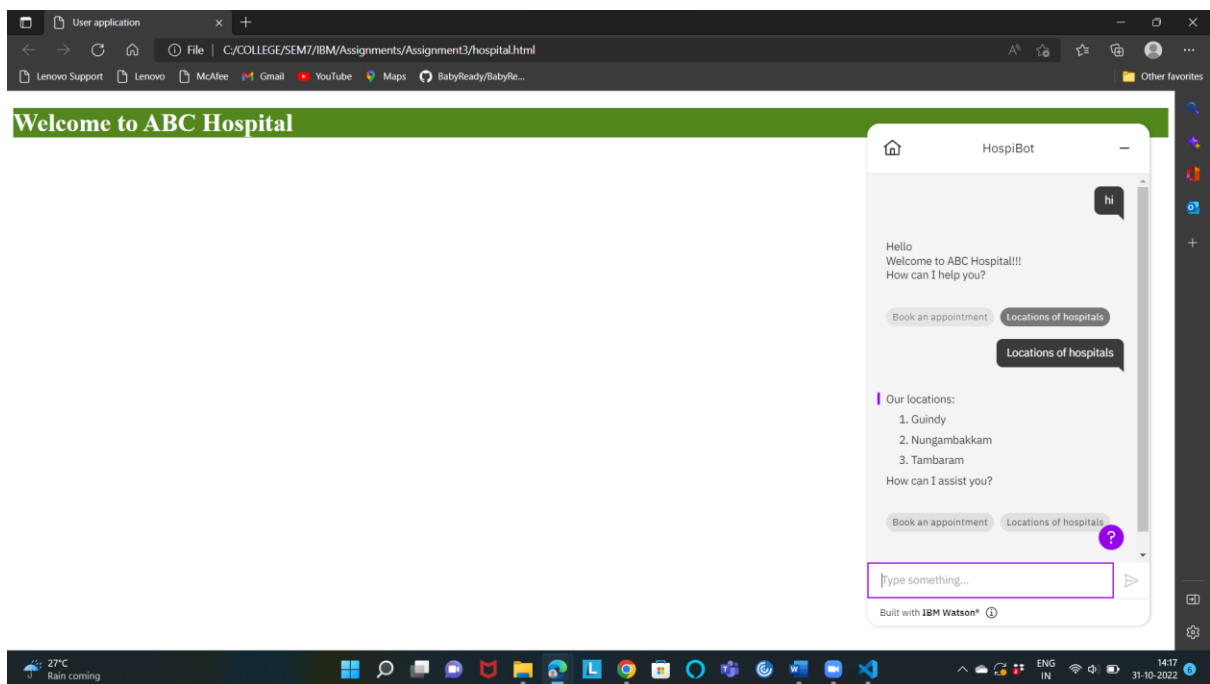 User application
File | C:/COLLEGE/SEM7/IBM/Assignments/Assignment3/hospital.html
Lenovo Support Lenovo McAfee Gmail YouTube Maps BabyReady/BabyRe... Other favorites
Welcome to ABC Hospital
HospiBot
hi
Hello
Welcome to ABC Hospital!!!
How can I help you?
Book an appointment Locations of hospitals
Locations of hospitals
Our locations:
1. Guindy
2. Nungambakkam
3. Tambaram
How can I assist you?
Book an appointment Locations of hospitals
?
Type something...
Built with IBM Watson®
27°C
Rain coming
ENG
IN
14:17
31-10-2022
6